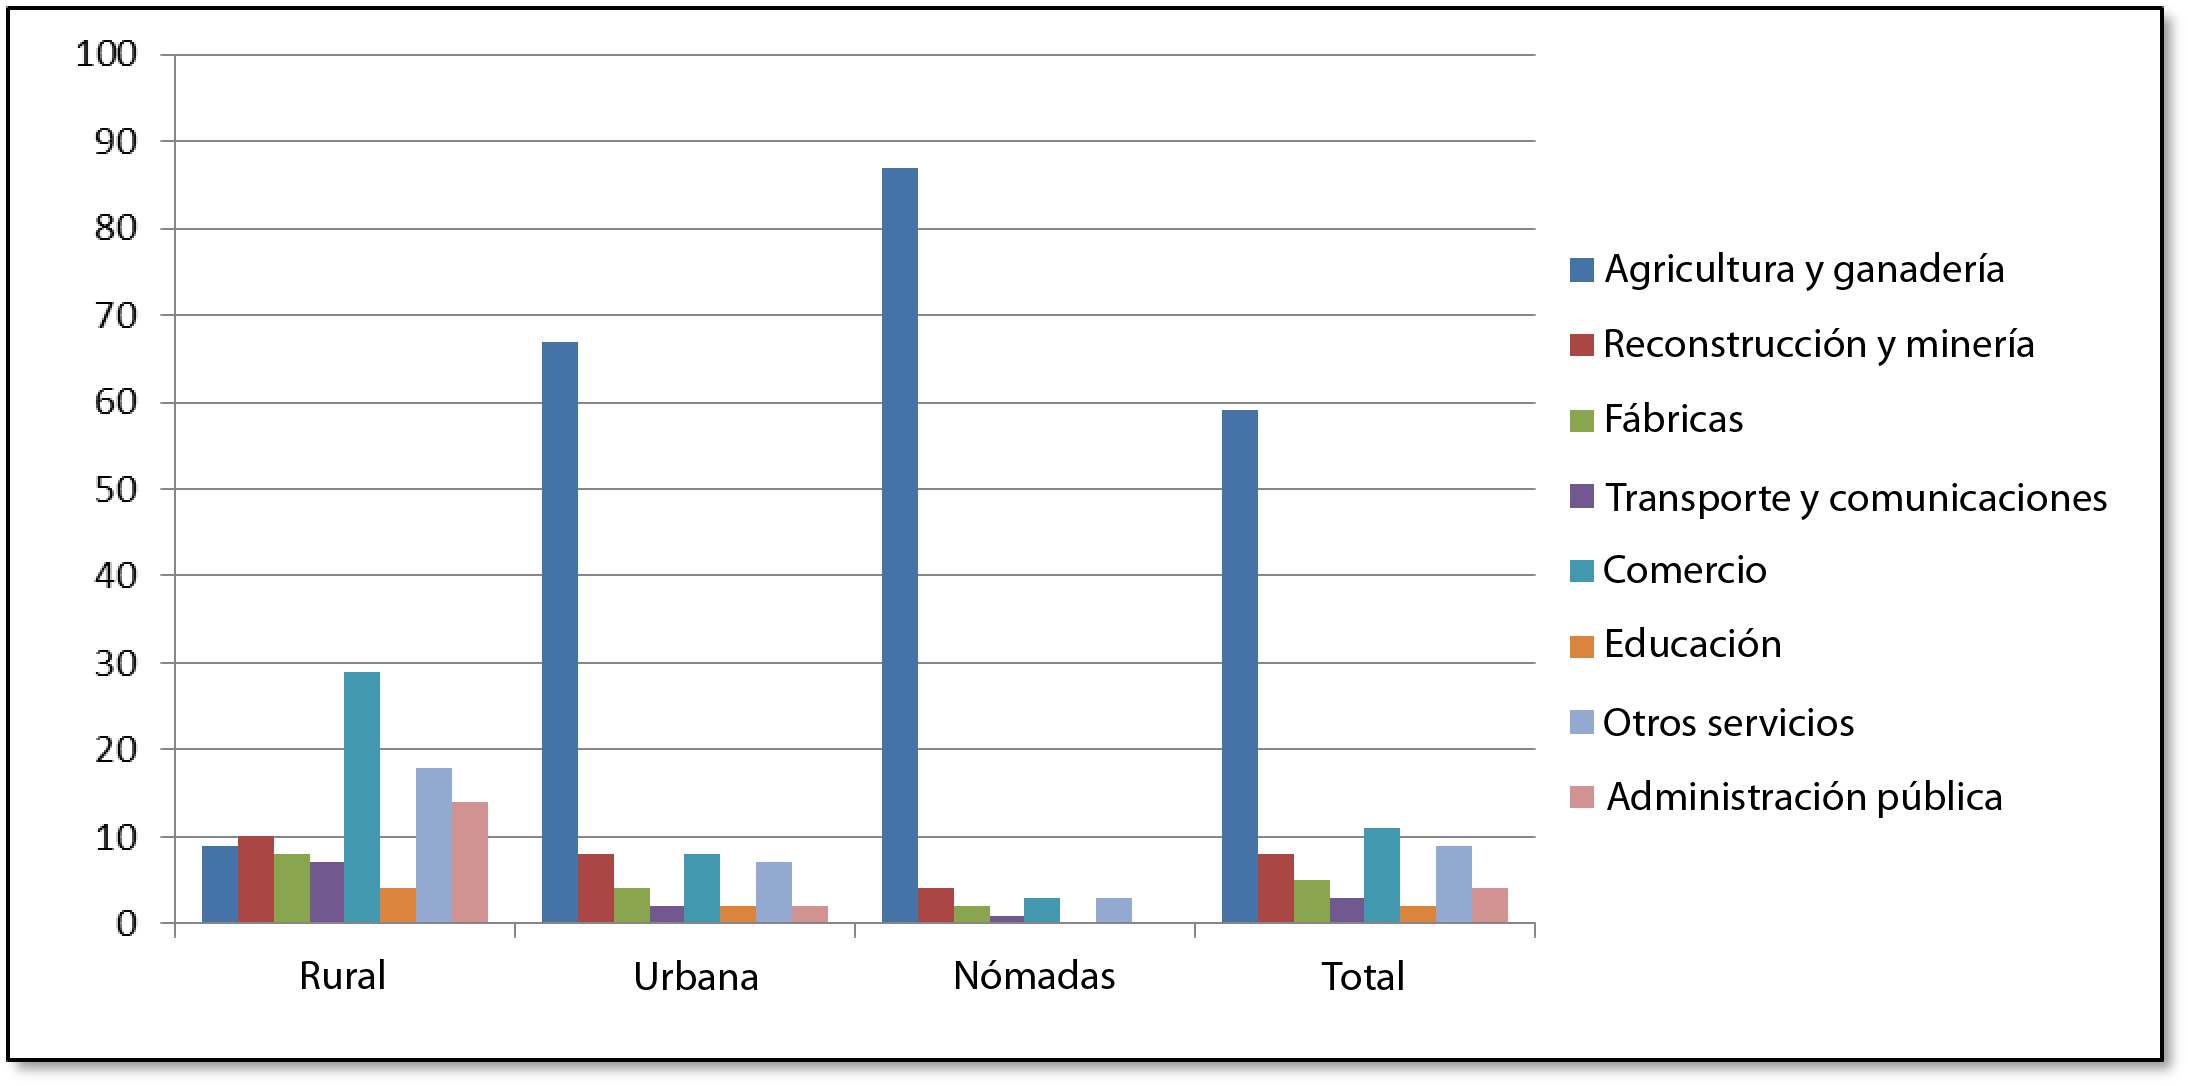 100
90
80
70
60
50
40
30
20
10
0
Rural
Urbana
Nómadas
Total
Agricultura y ganadería
Reconstrucción y minería
Fábricas
Transporte y comunicaciones
Comercio
Educación
Otros servicios
Administración pública